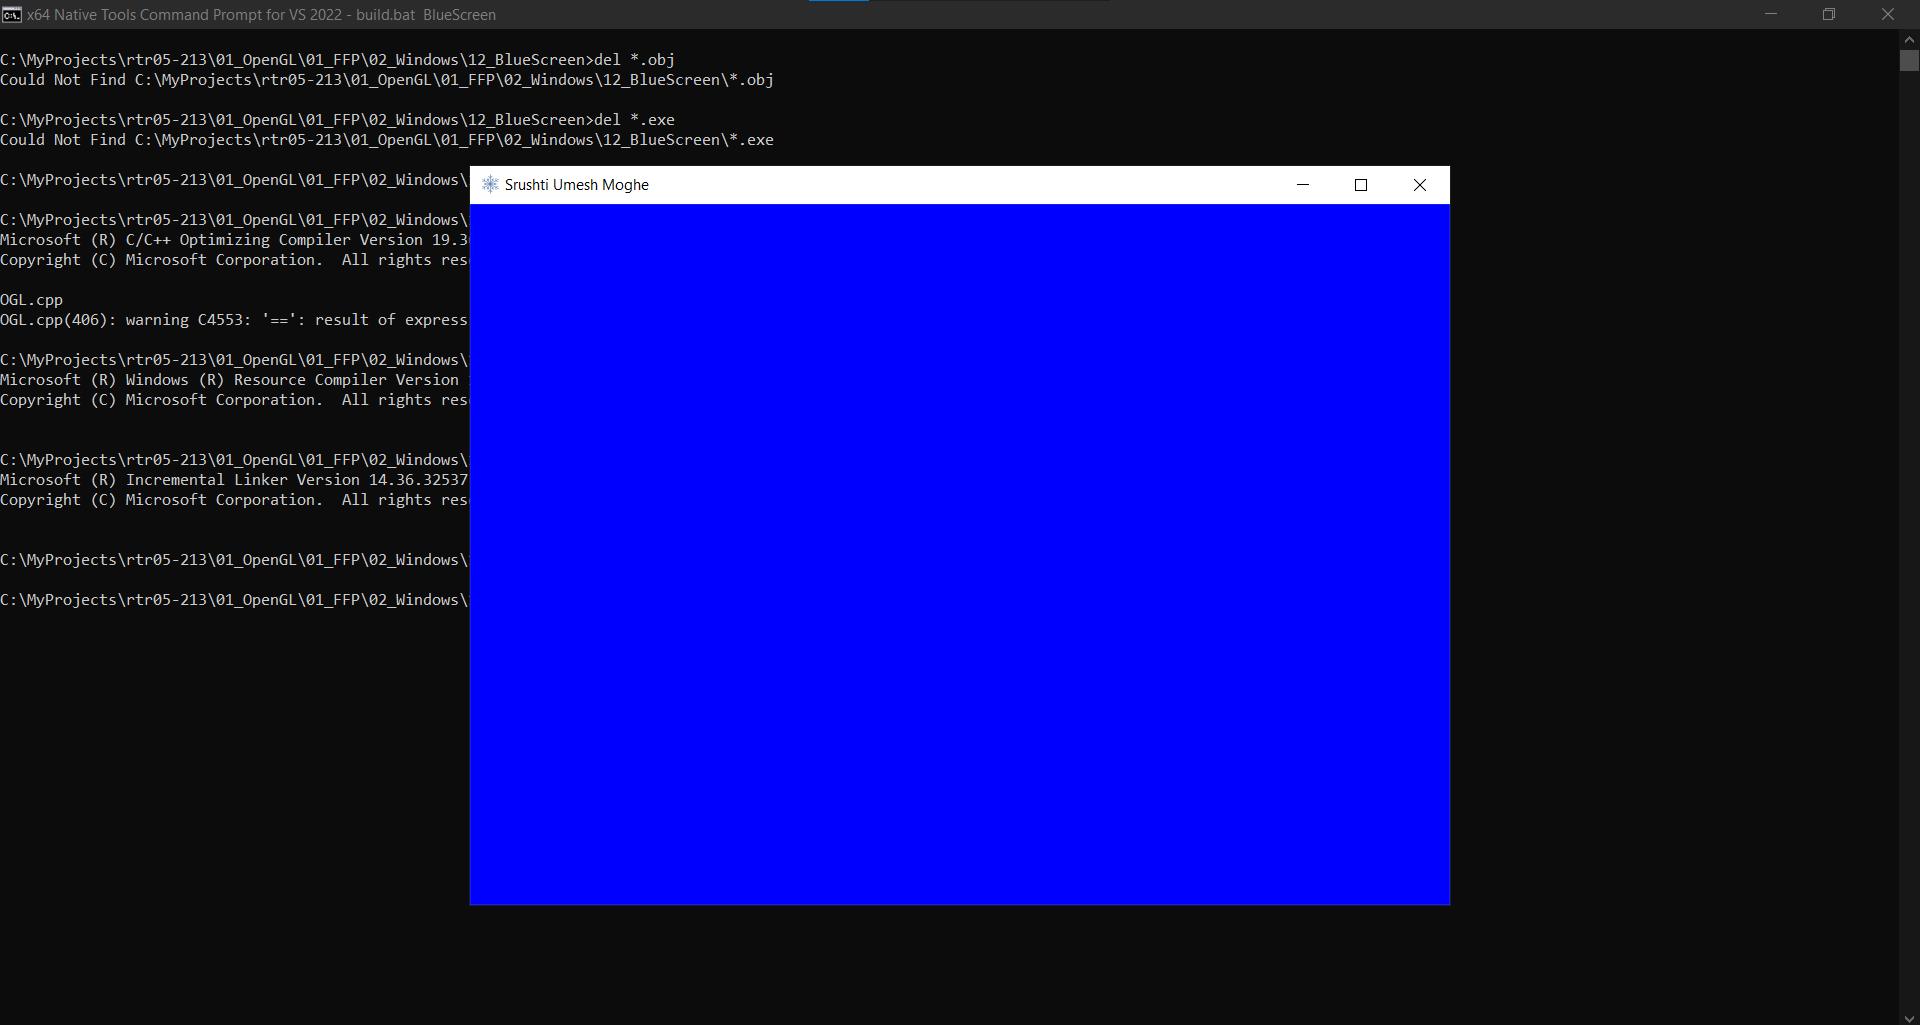 x64 Native Tools Command Prompt for VS 2022 - build.bat  BlueScreen
C:\MyProjects\rtr05-213\01_OpenGL\01_FFP\02_Windows\12_BlueScreen>del *.obj
Could Not Find C:\MyProjects\rtr05-213\01_OpenGL\01_FFP\02_Windows\12_BlueScreen\*.obj
C:\MyProjects\rtr05-213\01_OpenGL\01_FFP\02_Windows\12_BlueScreen>del *.exe
Could Not Find C:\MyProjects\rtr05-213\01_OpenGL\01_FFP\02_Windows\12_BlueScreen\*.exe
C:\MyProjects\rtr05-213\01_OpenGL\01_FFP\02_Windows\
Srushti Umesh Moghe
C:\MyProjects\rtr05-213\01_OpenGL\01_FFP\02_Windows\
Microsoft (R) C/C++ Optimizing Compiler Version 19.3
Copyright (C) Microsoft Corporation.  All rights res
OGL.cpp
OGL.cpp(406): warning C4553: '==': result of express
C:\MyProjects\rtr05-213\01_OpenGL\01_FFP\02_Windows\
Microsoft (R) Windows (R) Resource Compiler Version
Copyright (C) Microsoft Corporation.  All rights res
C:\MyProjects\rtr05-213\01_OpenGL\01_FFP\02_Windows\
Microsoft (R) Incremental Linker Version 14.36.32537
Copyright (C) Microsoft Corporation.  All rights res
C:\MyProjects\rtr05-213\01_OpenGL\01_FFP\02_Windows\
C:\MyProjects\rtr05-213\01_OpenGL\01_FFP\02_Windows\